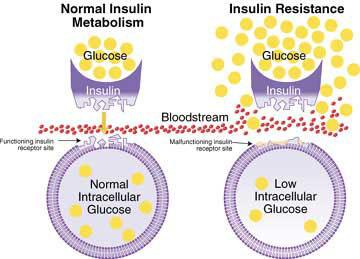 Normal Insulin
Metabolism
Insulin Resistance
Glucose
Glucose
Insulin
Insulin
Bloodstream
Functioning insulin
receptor site
Malfunctioning insulin
receptor site
Normal
Intracellular
Glucose
Low
Intracellular
Glucose